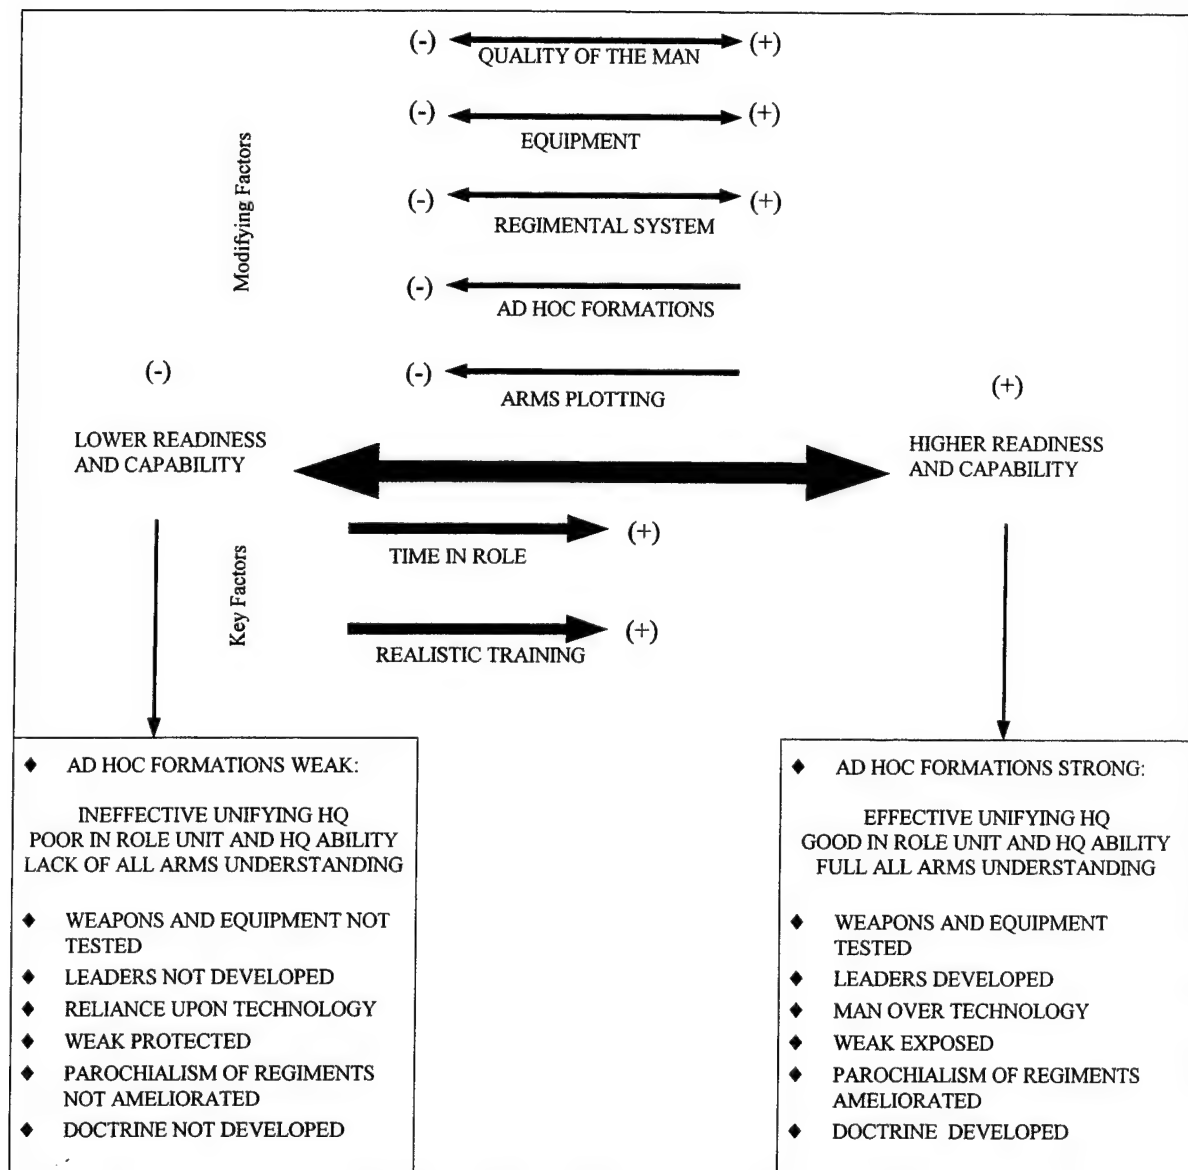 (-) (+)
QUALITY OF THE MAN
(-) (+)
EQUIPMENT
(-) (+)
REGIMENTAL SYSTEM
(-)
AD HOC FORMATIONS
(-)
ARMS PLOTTING
Modifying Factors
(-)
LOWER READINESS
AND CAPABILITY
(+)
HIGHER READINESS
AND CAPABILITY
(+)
TIME IN ROLE
(+)
REALISTIC TRAINING
Key Factors
♦ AD HOC FORMATIONS WEAK:
INEFFECTIVE UNIFYING HQ
POOR IN ROLE UNIT AND HQ ABILITY
LACK OF ALL ARMS UNDERSTANDING
♦ WEAPONS AND EQUIPMENT NOT
TESTED
♦ LEADERS NOT DEVELOPED
♦ RELIANCE UPON TECHNOLOGY
♦ WEAK PROTECTED
♦ PAROCHIALISM OF REGIMENTS
NOT AMELIORATED
♦ DOCTRINE NOT DEVELOPED
♦ AD HOC FORMATIONS STRONG:
EFFECTIVE UNIFYING HQ
GOOD IN ROLE UNIT AND HQ ABILITY
FULL ALL ARMS UNDERSTANDING
♦ WEAPONS AND EQUIPMENT
TESTED
♦ LEADERS DEVELOPED
♦ MAN OVER TECHNOLOGY
♦ WEAK EXPOSED
♦ PAROCHIALISM OF REGIMENTS
AMELIORATED
♦ DOCTRINE DEVELOPED